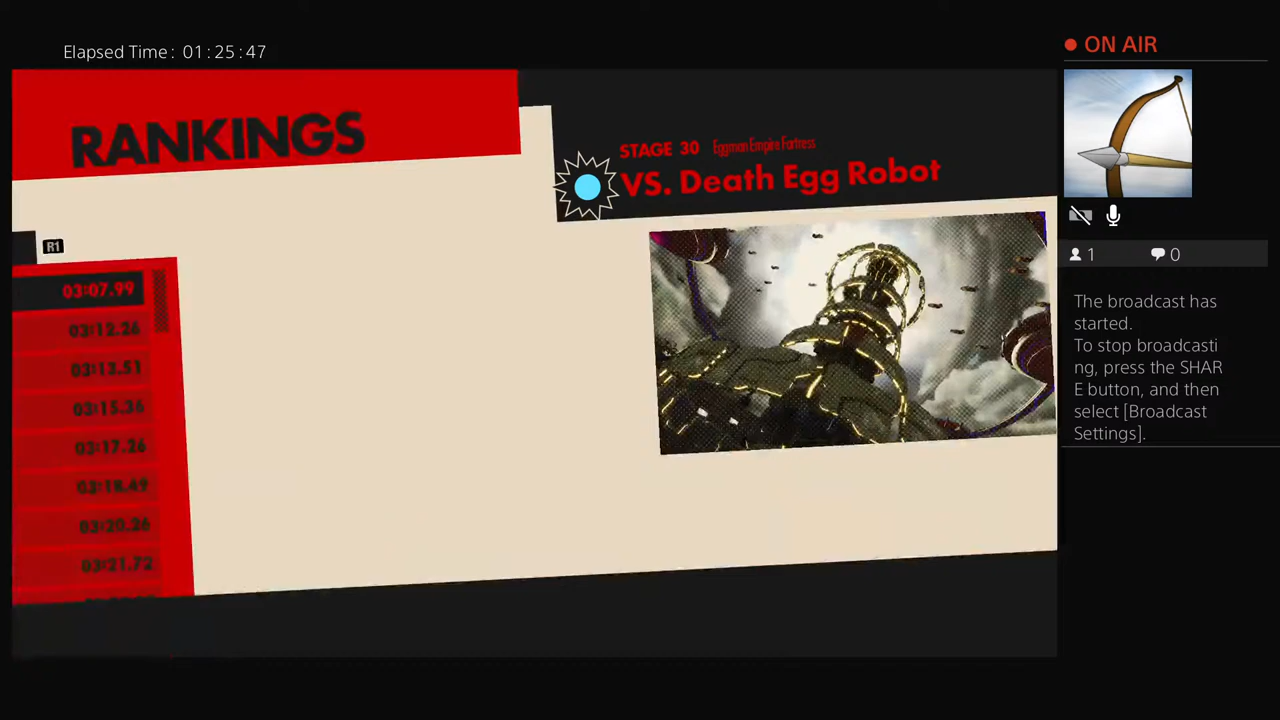 Elapsed Time: 01:25:47
ON AIR
RANKINGS
STAGE 30 Eggman Empire Fortress
VS. Death Egg Robot
R1
1
0
03:07.99
03:12.26
03:13.51
03:15.36
03:17.26
03:18.49
03:20.26
03:21.72
The broadcast has
started.
To stop broadcasti
ng, press the SHAR
E button, and then
select [Broadcast
Settings].